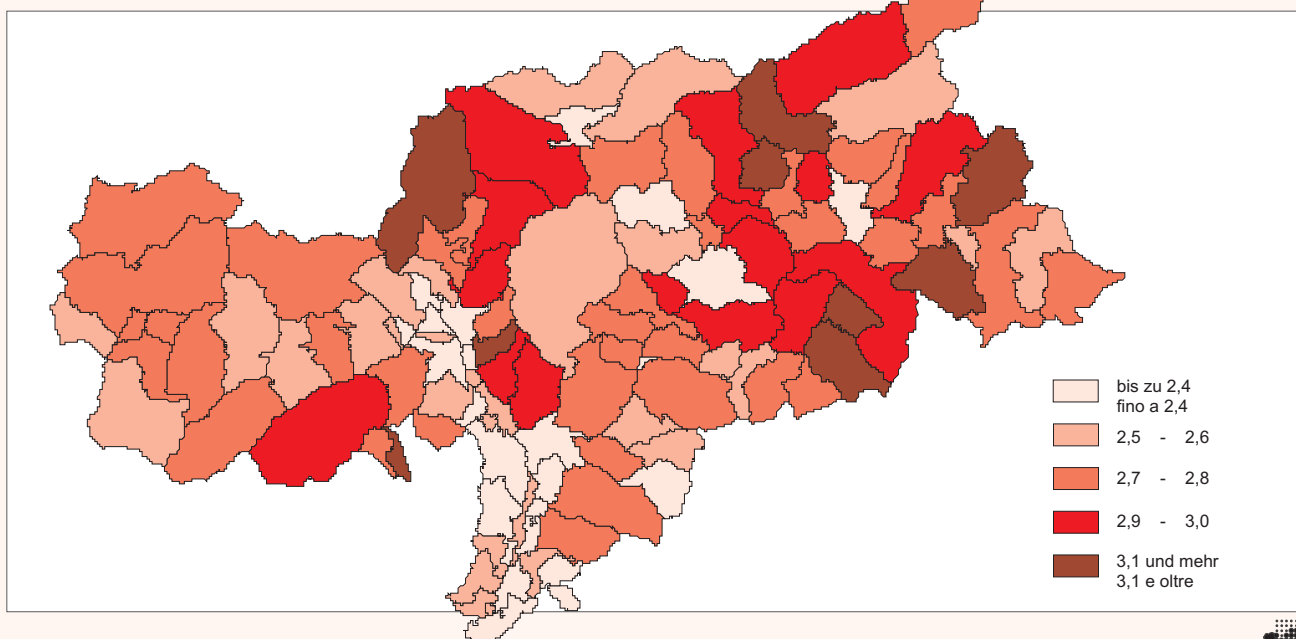 bis zu 2,4
fino a 2,4
2,5 - 2,6
2,7 - 2,8
2,9 - 3,0
3,1 und mehr
3,1 e oltre